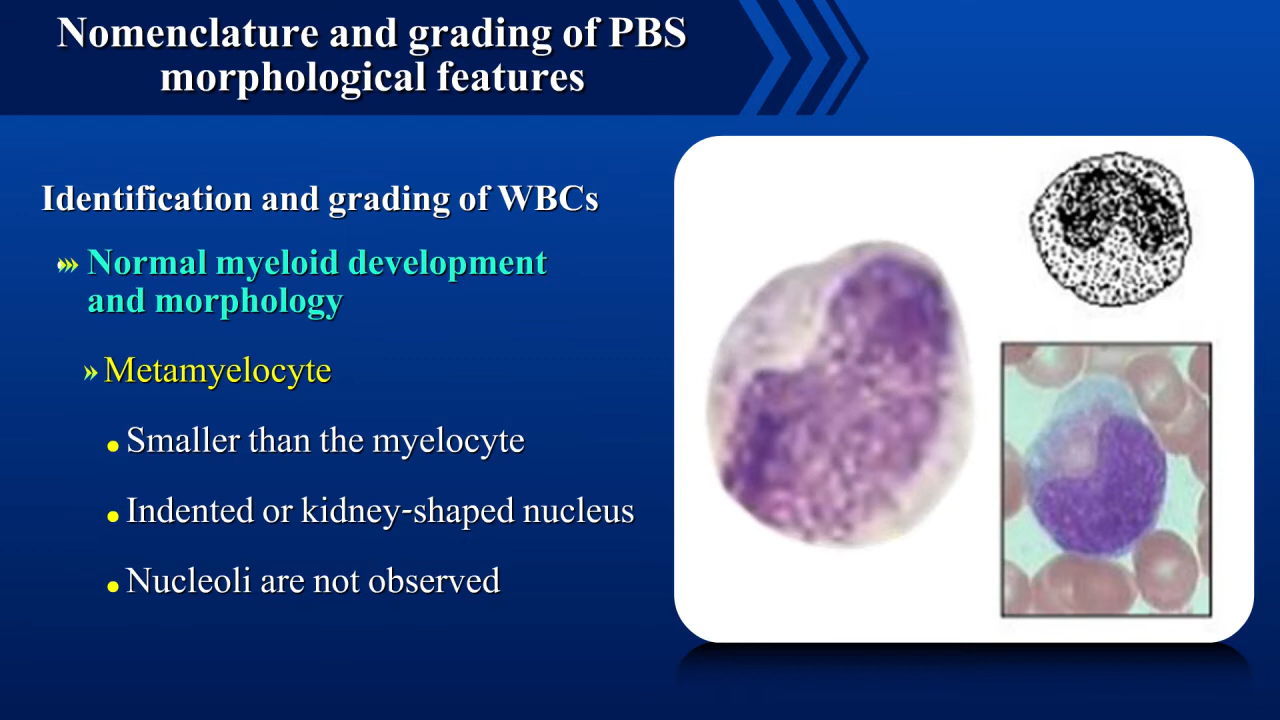 Nomenclature and grading of PBS
morphological features
Identification and grading of WBCs
Normal myeloid development
and morphology
Metamyelocyte
Smaller than the myelocyte
Indented or kidney-shaped nucleus
Nucleoli are not observed